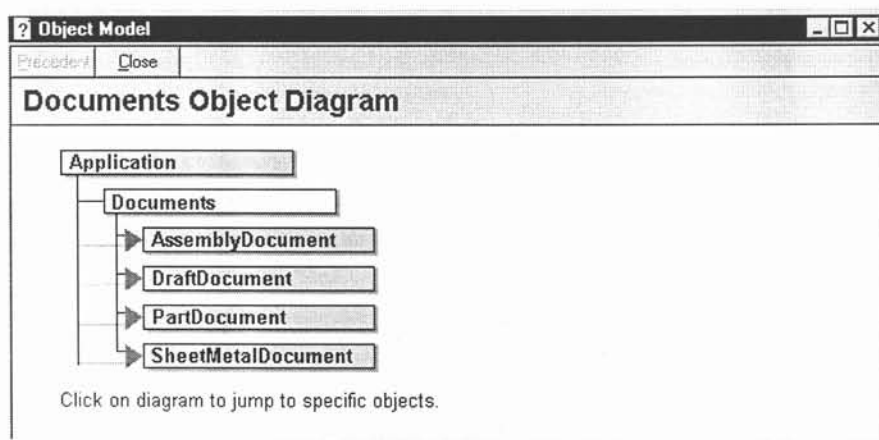 ? Object Model
Précédent Close
Documents Object Diagram
Application
Documents
AssemblyDocument
DraftDocument
PartDocument
SheetMetalDocument
Click on diagram to jump to specific objects.